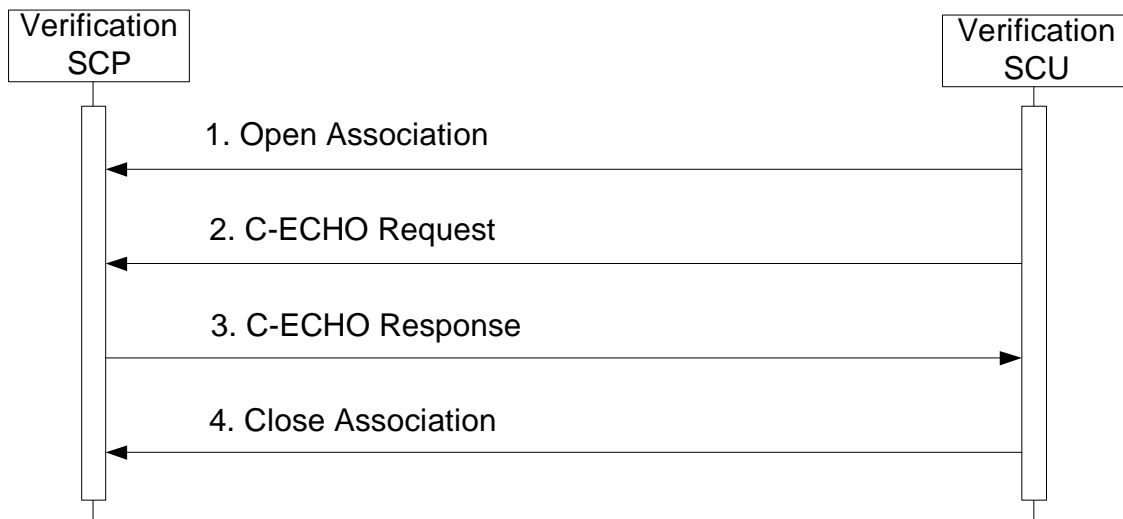 Verification
SCP
Verification
SCU
1. Open Association
2. C-ECHO Request
3. C-ECHO Response
4. Close Association